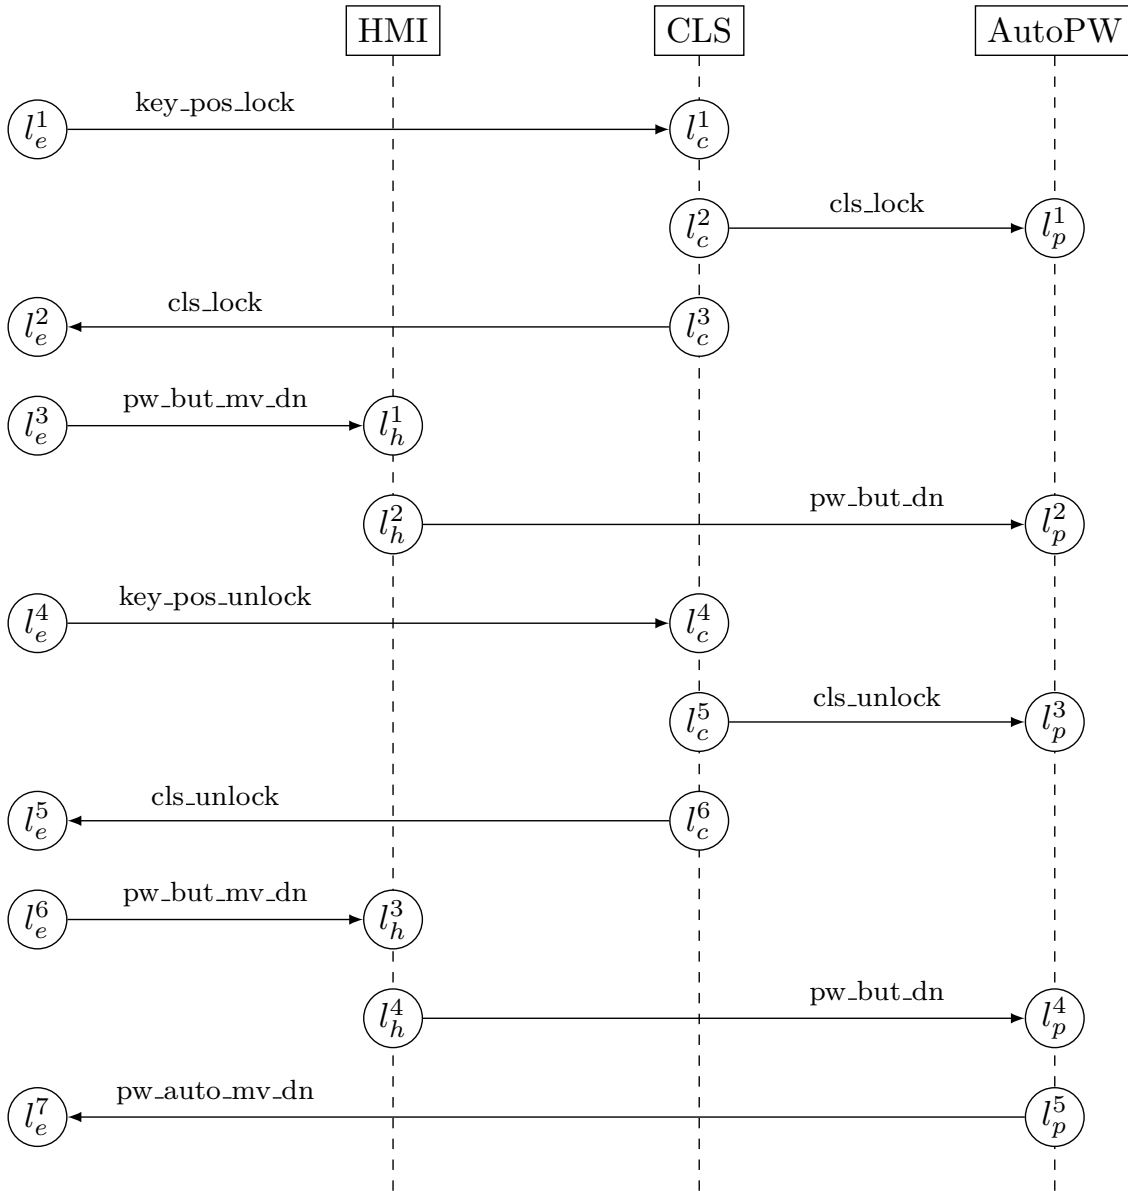 HMI CLS AutoPW
key_pos_lock
l_e^1 l_c^1
cls_lock
l_c^2 l_p^1
cls_lock
l_e^2 l_c^3
pw_but_mv_dn
l_e^3 l_h^1
pw_but_dn
l_h^2 l_p^2
key_pos_unlock
l_e^4 l_c^4
cls_unlock
l_c^5 l_p^3
cls_unlock
l_e^5 l_c^6
pw_but_mv_dn
l_e^6 l_h^3
pw_but_dn
l_h^4 l_p^4
pw_auto_mv_dn
l_e^7 l_p^5